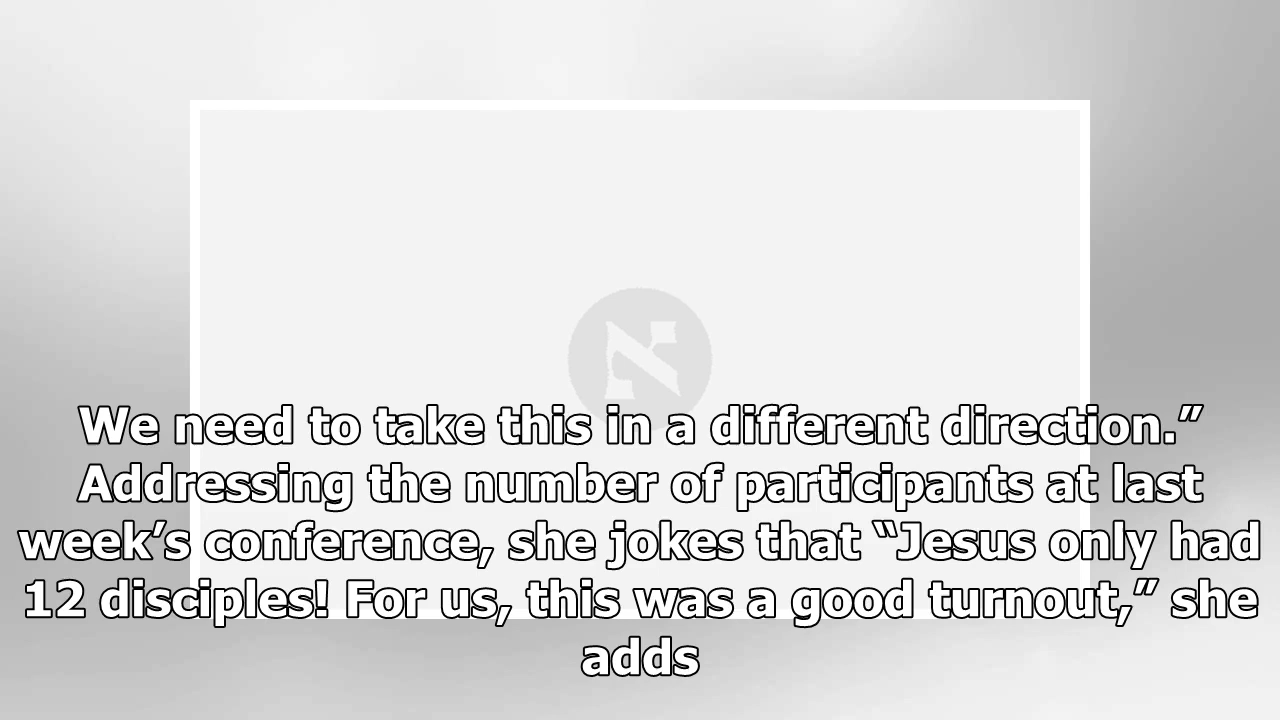 א
We need to take this in a different direction.”
Addressing the number of participants at last
week’s conference, she jokes that “Jesus only had
12 disciples! For us, this was a good turnout,” she
adds